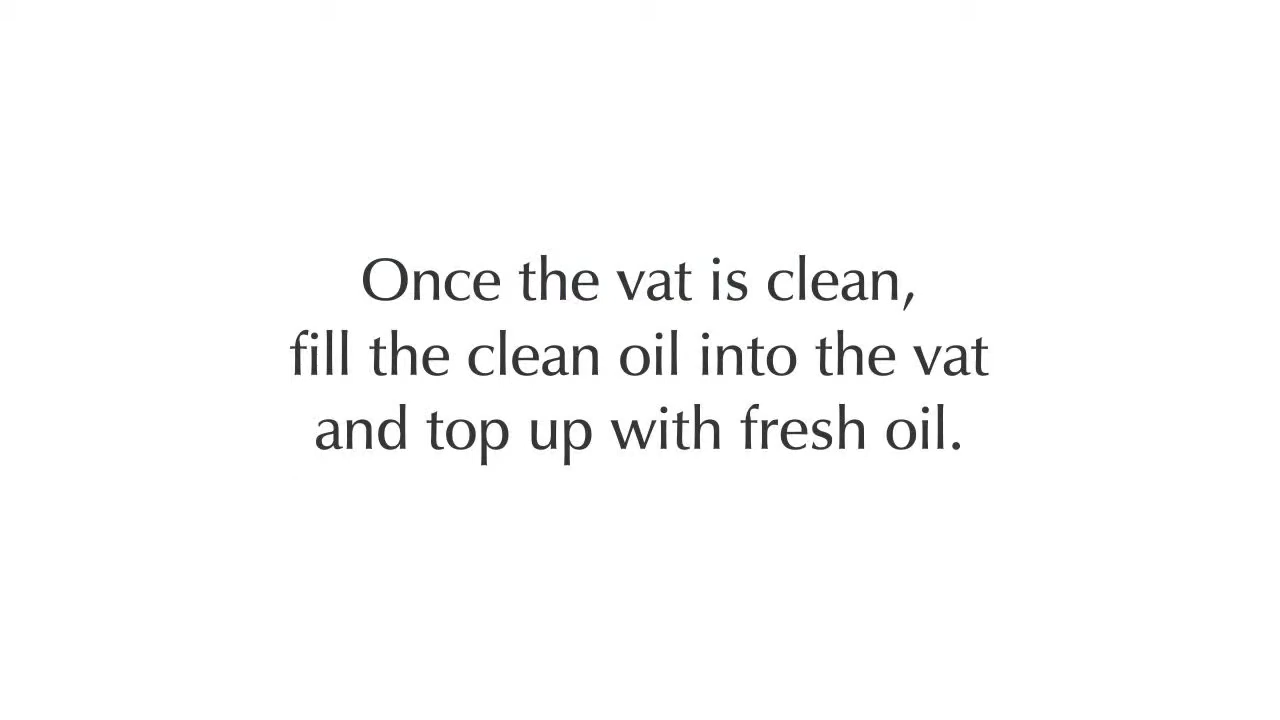 Once the vat is clean,
fill the clean oil into the vat
and top up with fresh oil.